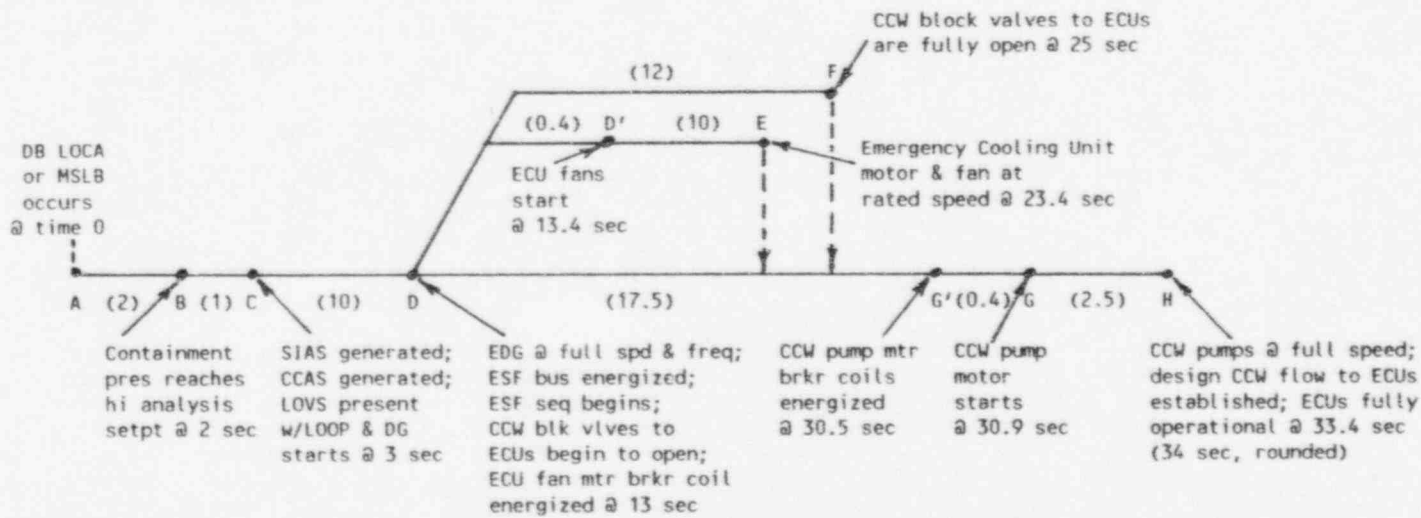 CCW block valves to ECUs
are fully open @ 25 sec
(12)
F
(0.4) D' (10) E
DB LOCA
or MSLB
occurs
@ time 0
ECU fans
start
@ 13.4 sec
Emergency Cooling Unit
motor & fan at
rated speed @ 23.4 sec
A (2) B (1) C (10) D (17.5) G' (0.4) G (2.5) H
Containment
pres reaches
hi analysis
setpt @ 2 sec
SIAS generated;
CCAS generated;
LOVS present
w/LOOP & DG
starts @ 3 sec
EDG @ full spd & freq;
ESF bus energized;
ESF seq begins;
CCW blk vlves to
ECUs begin to open;
ECU fan mtr brkr coil
energized @ 13 sec
CCW pump mtr
brkr coils
energized
@ 30.5 sec
CCW pump
motor
starts
@ 30.9 sec
CCW pumps @ full speed;
design CCW flow to ECUs
established; ECUs fully
operational @ 33.4 sec
(34 sec, rounded)